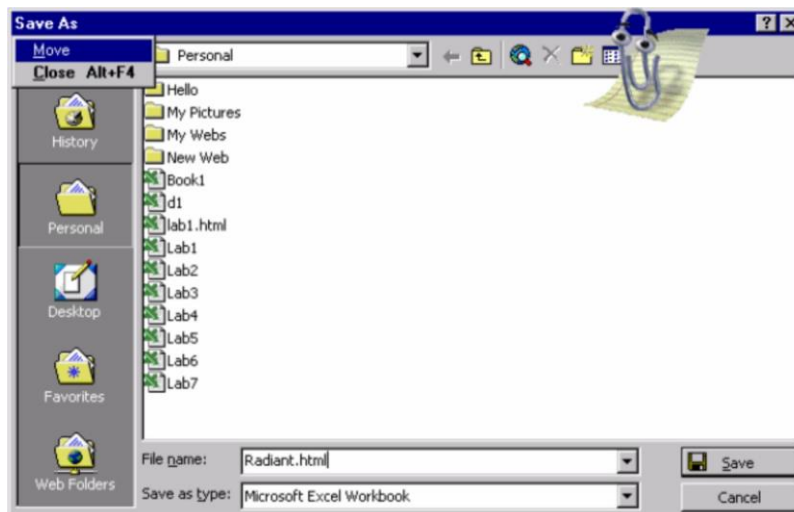 Save As
Move
Close Alt+F4
Personal
History
Personal
Desktop
Favorites
Web Folders
Hello
My Pictures
My Webs
New Web
Book1
d1
lab1.html
Lab1
Lab2
Lab3
Lab4
Lab5
Lab6
Lab7
File name: Radiant.html
Save
Save as type: Microsoft Excel Workbook
Cancel